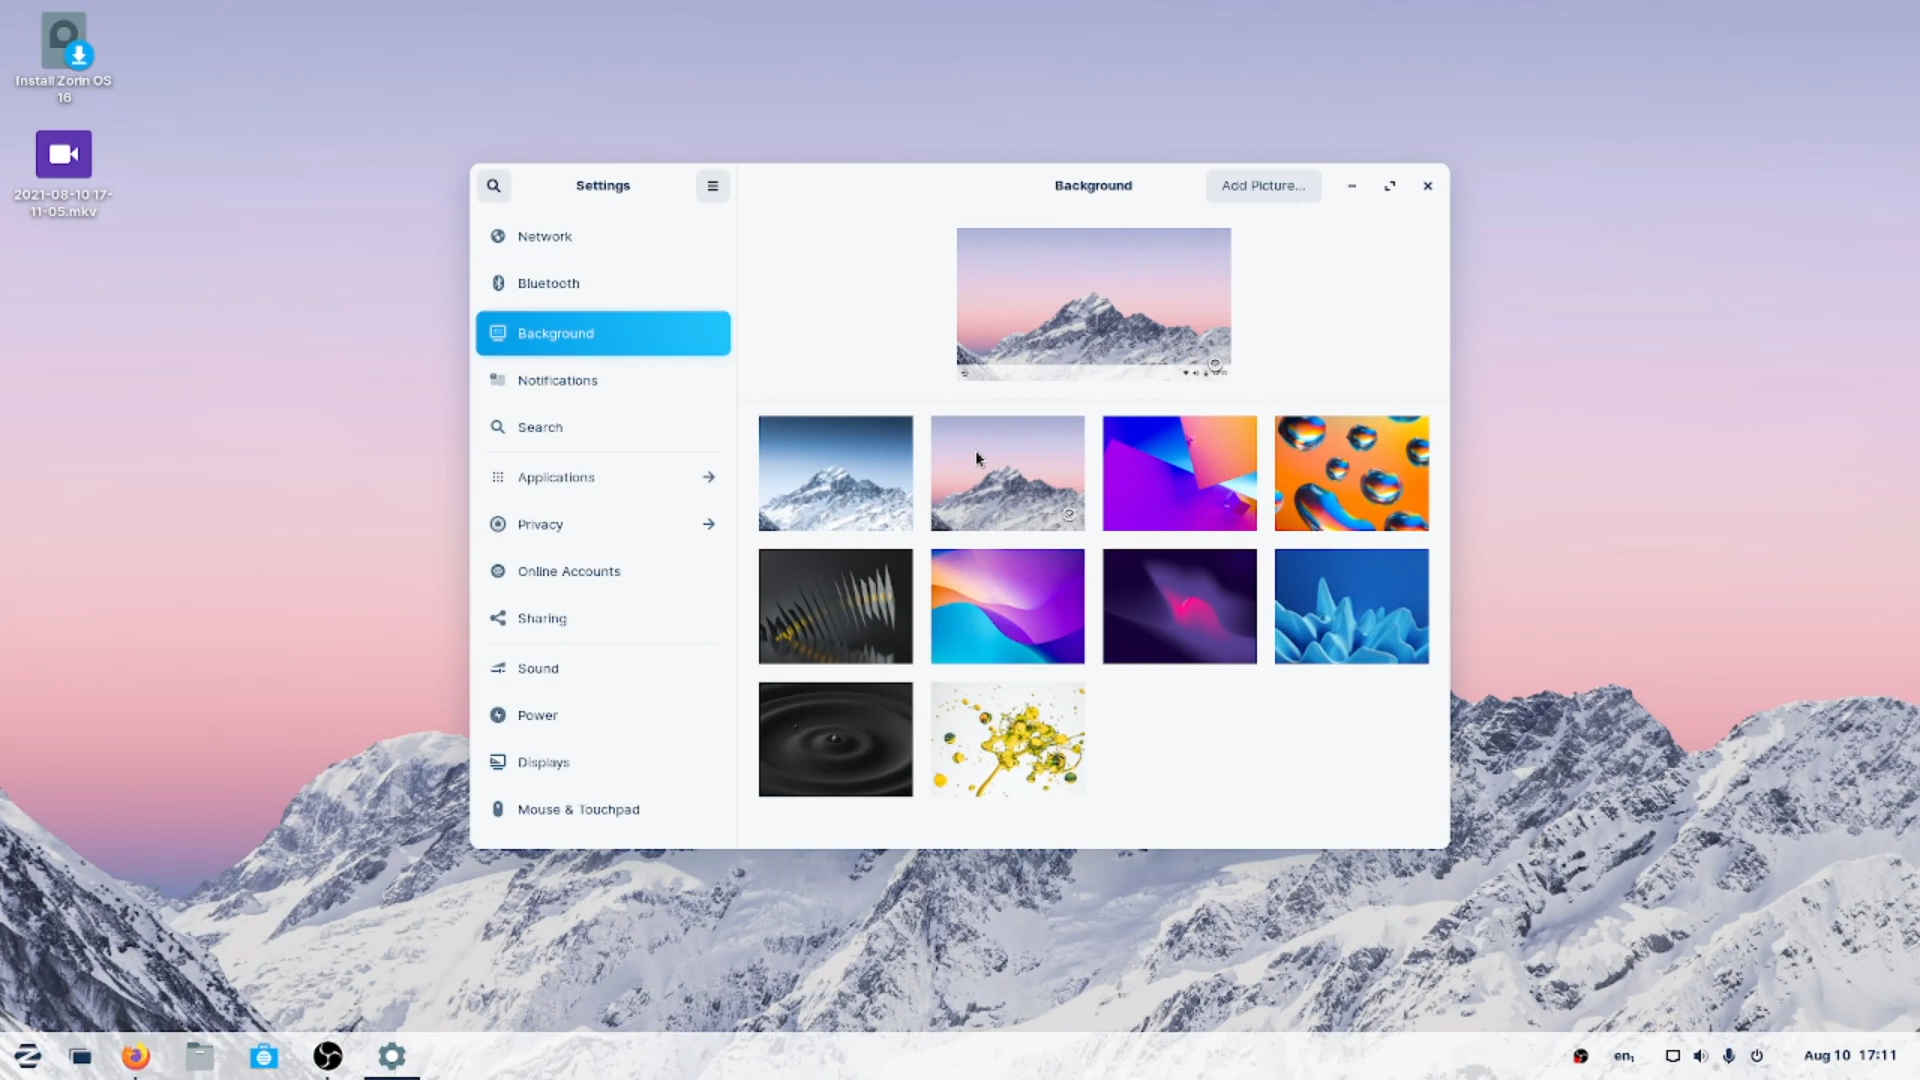 Install Zorin OS
16
2021-08-10 17-
11-05.mkv
Settings
Background
Add Picture...
Network
Bluetooth
Background
Notifications
Search
Applications
Privacy
Online Accounts
Sharing
Sound
Power
Displays
Mouse & Touchpad
en₁
Aug 10 17:11